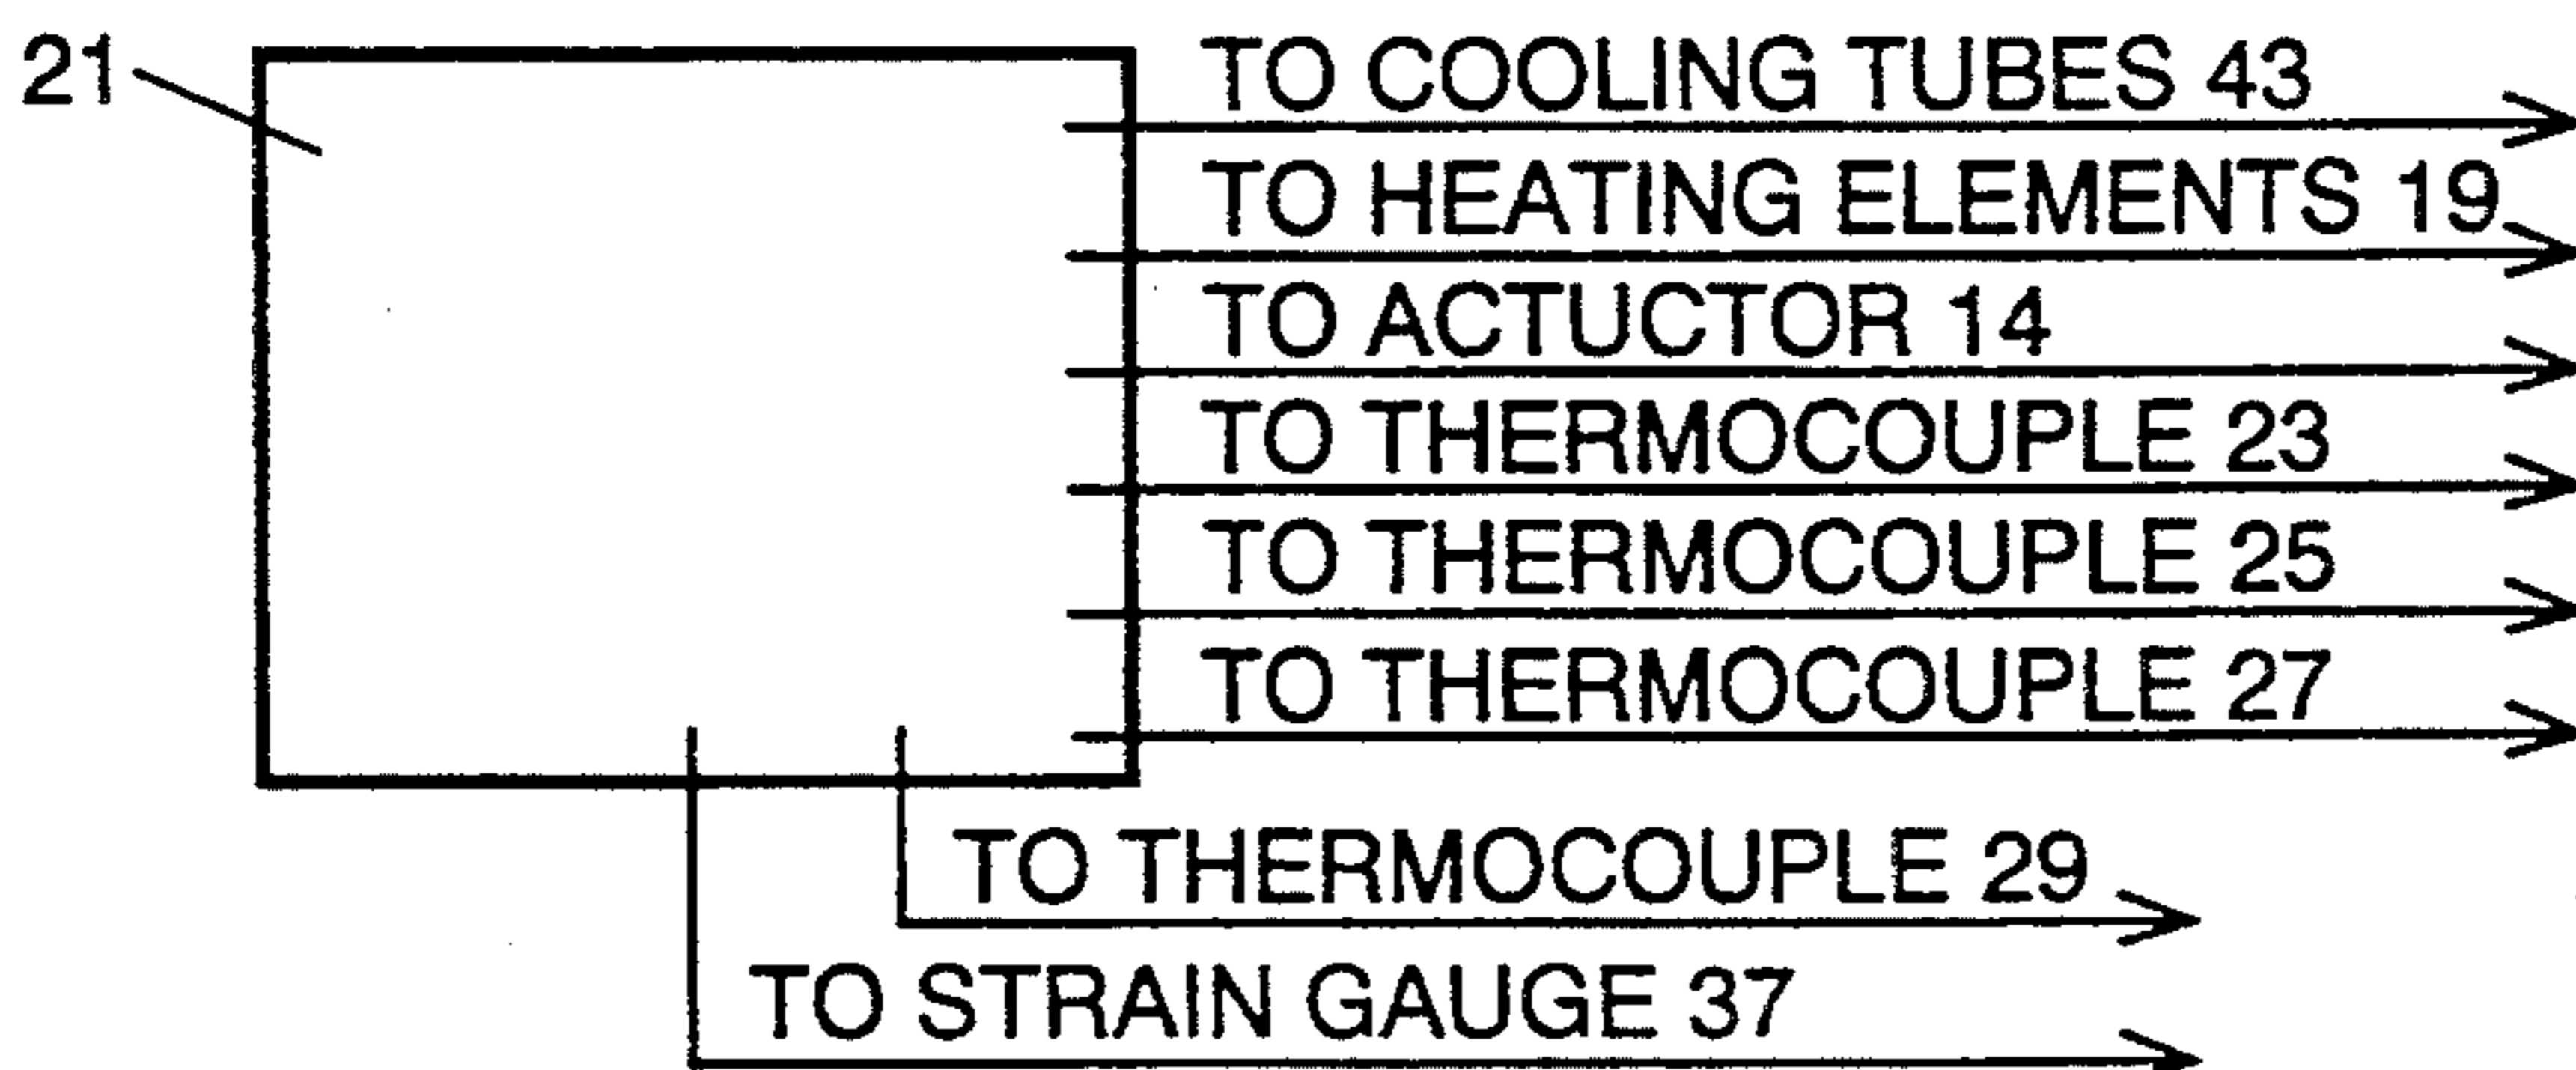 21
TO COOLING TUBES 43
TO HEATING ELEMENTS 19
TO ACTUCTOR 14
TO THERMOCOUPLE 23
TO THERMOCOUPLE 25
TO THERMOCOUPLE 27
TO THERMOCOUPLE 29
TO STRAIN GAUGE 37